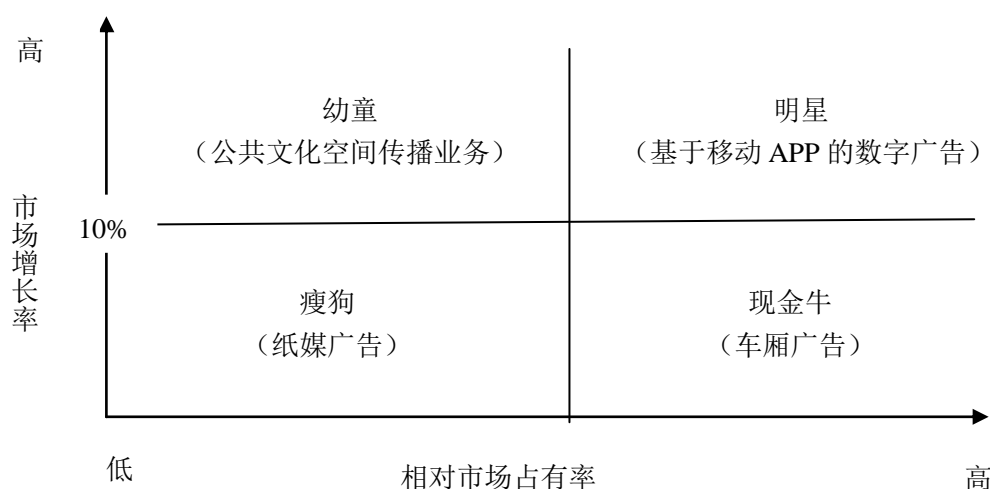 高
幼童
（公共文化空间传播业务）
明星
（基于移动 APP 的数字广告）
市场增长率
10%
瘦狗
（纸媒广告）
现金牛
（车厢广告）
低
相对市场占有率
高